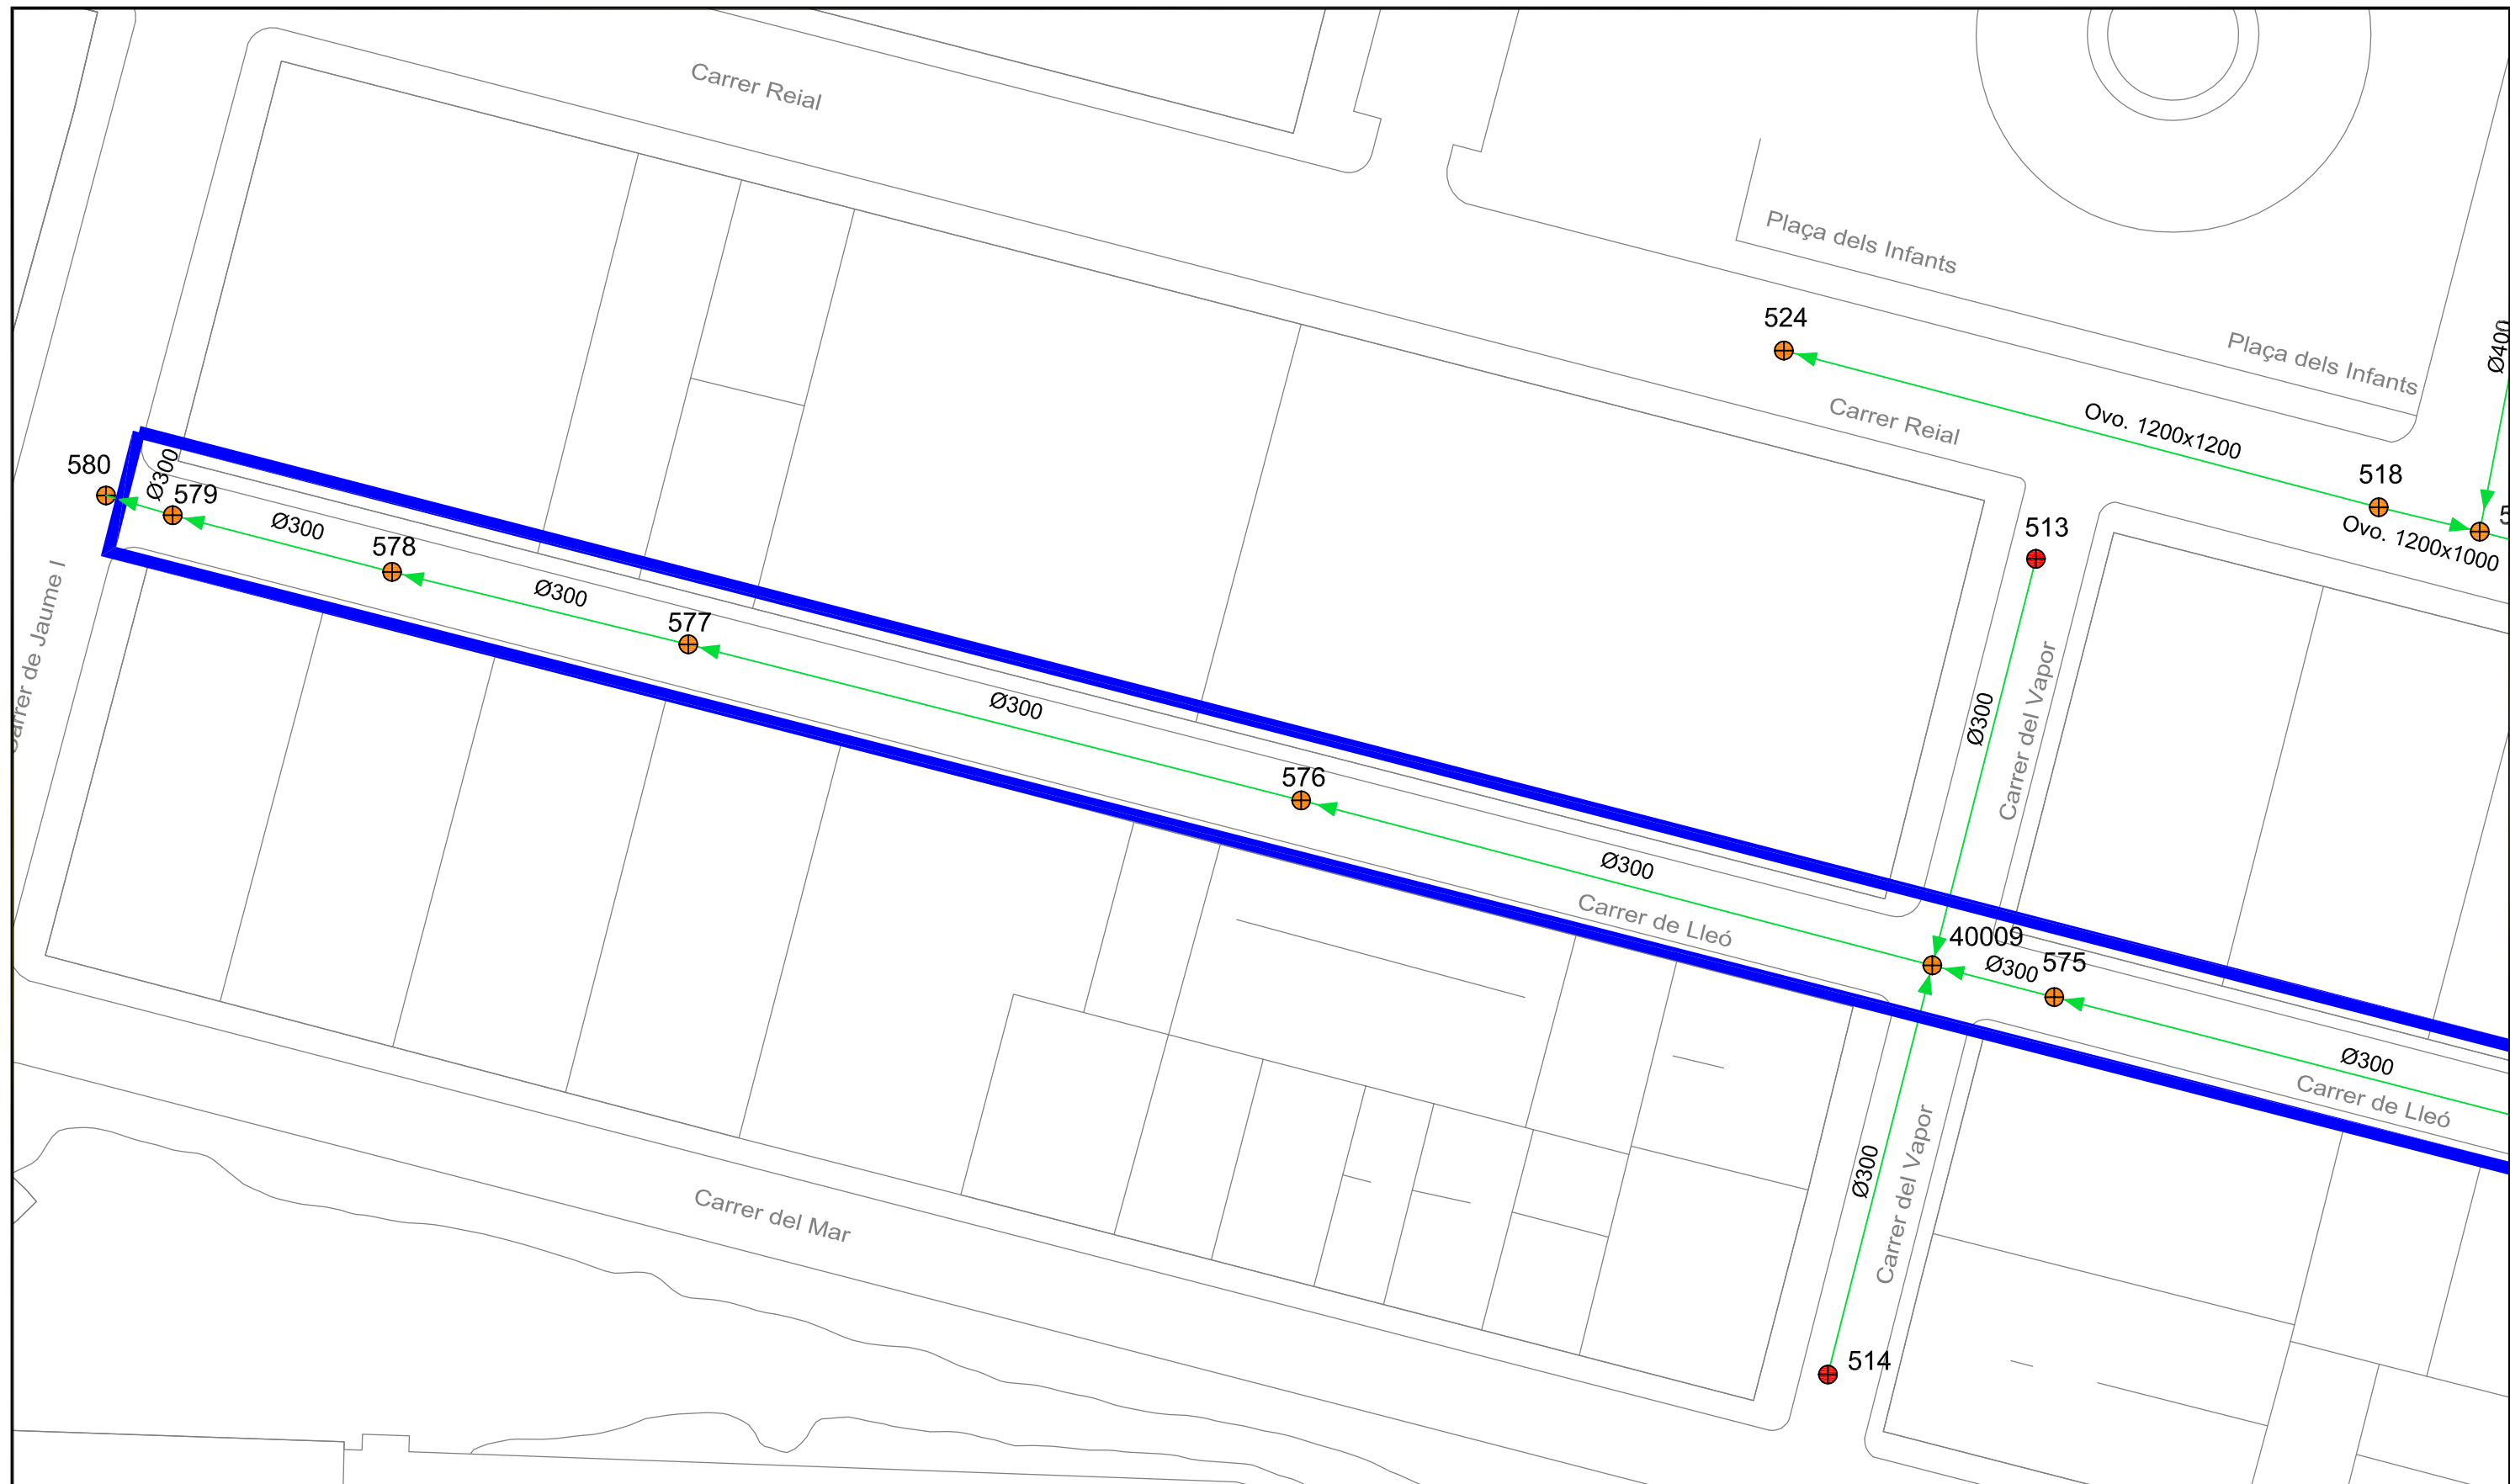 Carrer Reial
Plaça dels Infants
524
Plaça dels Infants
Ø400
Carrer Reial
Ovo. 1200x1200
580
Ø300
579
518
Ø300
513
Ovo. 1200x1000
578
Ø300
Carrer de Jaume I
577
Ø300
Ø300
Carrer del Vapor
576
Ø300
Carrer de Lleó
40009
Ø300
575
Ø300
Carrer de Lleó
Ø300
Carrer del Vapor
Carrer del Mar
514